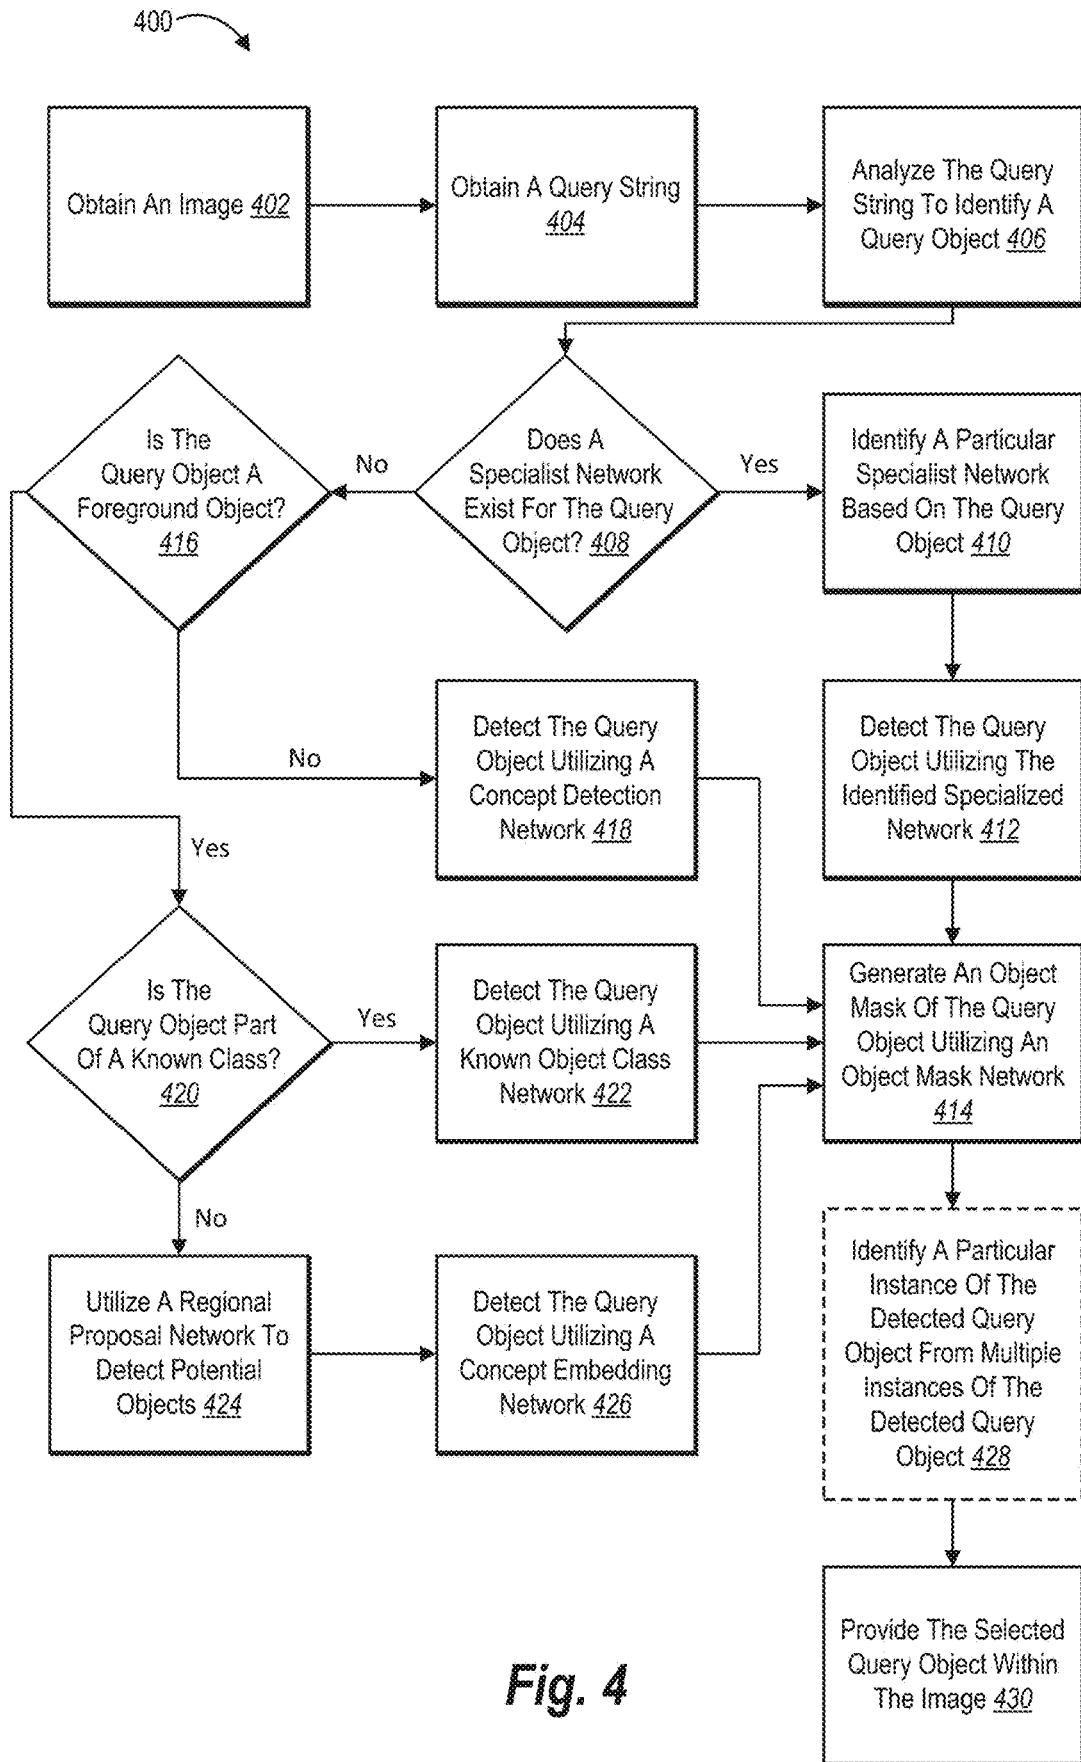 400
Obtain An Image 402
Obtain A Query String
404
Analyze The Query
String To Identify A
Query Object 406
Is The
Query Object A
Foreground Object?
416
No
Does A
Specialist Network
Exist For The Query
Object? 408
Yes
Identify A Particular
Specialist Network
Based On The Query
Object 410
No
Detect The Query
Object Utilizing A
Concept Detection
Network 418
Detect The Query
Object Utilizing The
Identified Specialized
Network 412
Yes
Is The
Query Object Part
Of A Known Class?
420
Yes
Detect The Query
Object Utilizing A
Known Object Class
Network 422
Generate An Object
Mask Of The Query
Object Utilizing An
Object Mask Network
414
No
Utilize A Regional
Proposal Network To
Detect Potential
Objects 424
Detect The Query
Object Utilizing A
Concept Embedding
Network 426
Identify A Particular
Instance Of The
Detected Query
Object From Multiple
Instances Of The
Detected Query
Object 428
Provide The Selected
Query Object Within
The Image 430
Fig. 4